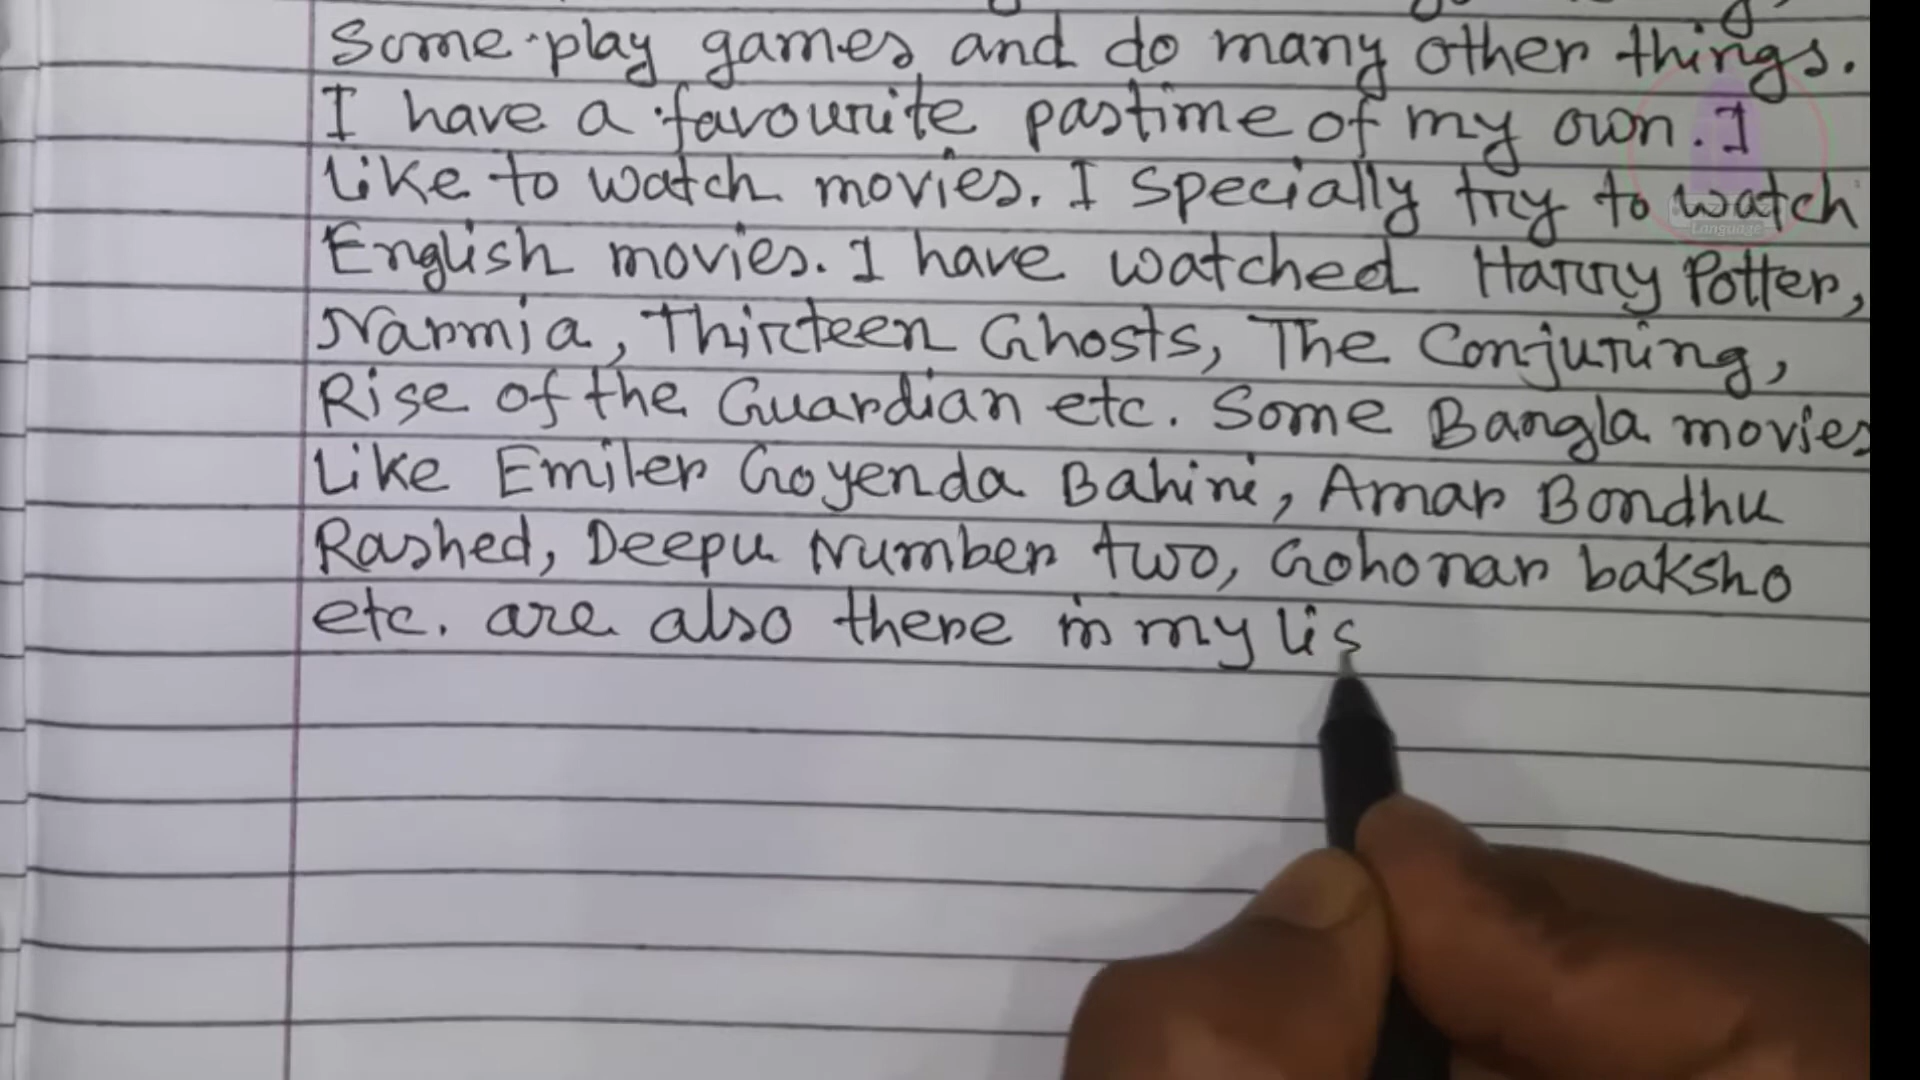 Some play games and do many other things.
I have a favourite pastime of my own. I
like to watch movies. I specially try to watch
English movies. I have watched Harry Potter,
Narnia, Thirteen Ghosts, The Conjuring,
Rise of the Guardian etc. Some Bangla movies
like Emiler Goyenda Bahini, Amar Bondhu
Rashed, Deepu Number two, Gohonar baksho
etc. are also there in my lis
Language